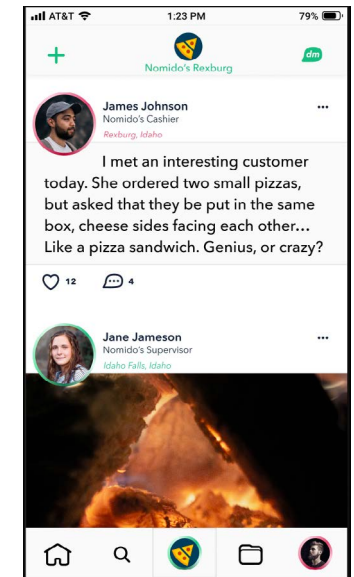 AT&T 1:23 PM 79%
dm
Nomido's Rexburg
James Johnson
Nomido's Cashier
Rexburg, Idaho
I met an interesting customer
today. She ordered two small pizzas,
but asked that they be put in the same
box, cheese sides facing each other...
Like a pizza sandwich. Genius, or crazy?
12 4
Jane Jameson
Nomido's Supervisor
Idaho Falls, Idaho